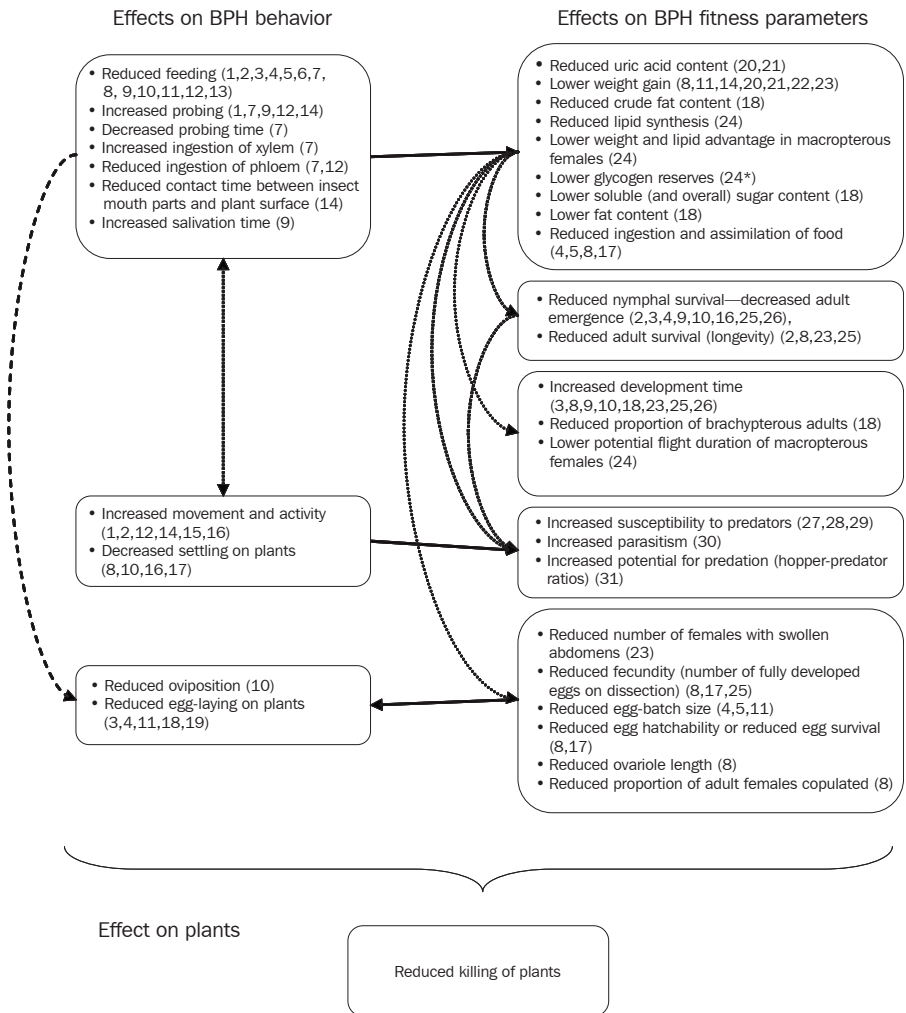 Effects on BPH behavior
• Reduced feeding (1,2,3,4,5,6,7,
8, 9,10,11,12,13)
• Increased probing (1,7,9,12,14)
• Decreased probing time (7)
• Increased ingestion of xylem (7)
• Reduced ingestion of phloem (7,12)
• Reduced contact time between insect
mouth parts and plant surface (14)
• Increased salivation time (9)
• Increased movement and activity
(1,2,12,14,15,16)
• Decreased settling on plants
(8,10,16,17)
• Reduced oviposition (10)
• Reduced egg-laying on plants
(3,4,11,18,19)
Effects on BPH fitness parameters
• Reduced uric acid content (20,21)
• Lower weight gain (8,11,14,20,21,22,23)
• Reduced crude fat content (18)
• Reduced lipid synthesis (24)
• Lower weight and lipid advantage in macropterous
females (24)
• Lower glycogen reserves (24*)
• Lower soluble (and overall) sugar content (18)
• Lower fat content (18)
• Reduced ingestion and assimilation of food
(4,5,8,17)
• Reduced nymphal survival—decreased adult
emergence (2,3,4,9,10,16,25,26),
• Reduced adult survival (longevity) (2,8,23,25)
• Increased development time
(3,8,9,10,18,23,25,26)
• Reduced proportion of brachypterous adults (18)
• Lower potential flight duration of macropterous
females (24)
• Increased susceptibility to predators (27,28,29)
• Increased parasitism (30)
• Increased potential for predation (hopper-predator
ratios) (31)
• Reduced number of females with swollen
abdomens (23)
• Reduced fecundity (number of fully developed
eggs on dissection) (8,17,25)
• Reduced egg-batch size (4,5,11)
• Reduced egg hatchability or reduced egg survival
(8,17)
• Reduced ovariole length (8)
• Reduced proportion of adult females copulated (8)
Effect on plants
Reduced killing of plants